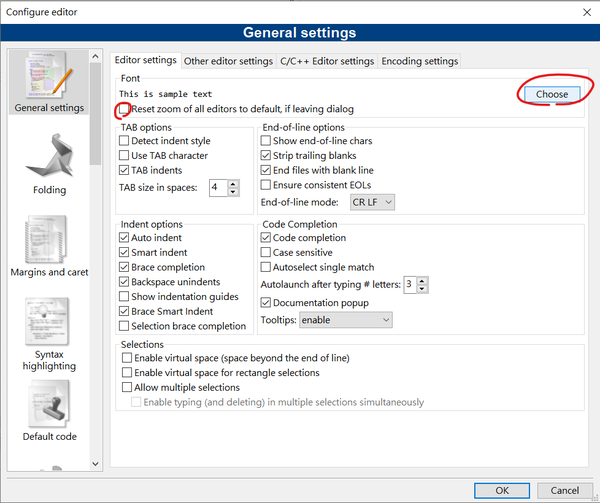 Configure editor
General settings
General settings
Folding
Margins and caret
Syntax
highlighting
Default code
Editor settings
Other editor settings
C/C++ Editor settings
Encoding settings
Font
This is sample text
Choose
Reset zoom of all editors to default, if leaving dialog
TAB options
Detect indent style
Use TAB character
TAB indents
TAB size in spaces: 4
End-of-line options
Show end-of-line chars
Strip trailing blanks
End files with blank line
Ensure consistent EOLs
End-of-line mode: CR LF
Indent options
Auto indent
Smart indent
Brace completion
Backspace unindents
Show indentation guides
Brace Smart Indent
Selection brace completion
Code Completion
Code completion
Case sensitive
Autoselect single match
Autolaunch after typing # letters: 3
Documentation popup
Tooltips: enable
Selections
Enable virtual space (space beyond the end of line)
Enable virtual space for rectangle selections
Allow multiple selections
Enable typing (and deleting) in multiple selections simultaneously
OK
Cancel